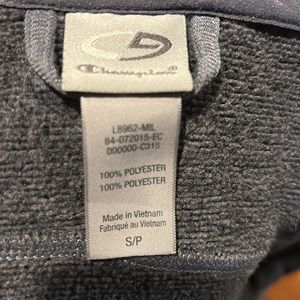 Champion
L8962-MIL
84-072015-EC
000000-C315
100% POLYESTER
100% POLYESTER
Made in Vietnam
Fabriqué au Vietnam
S/P